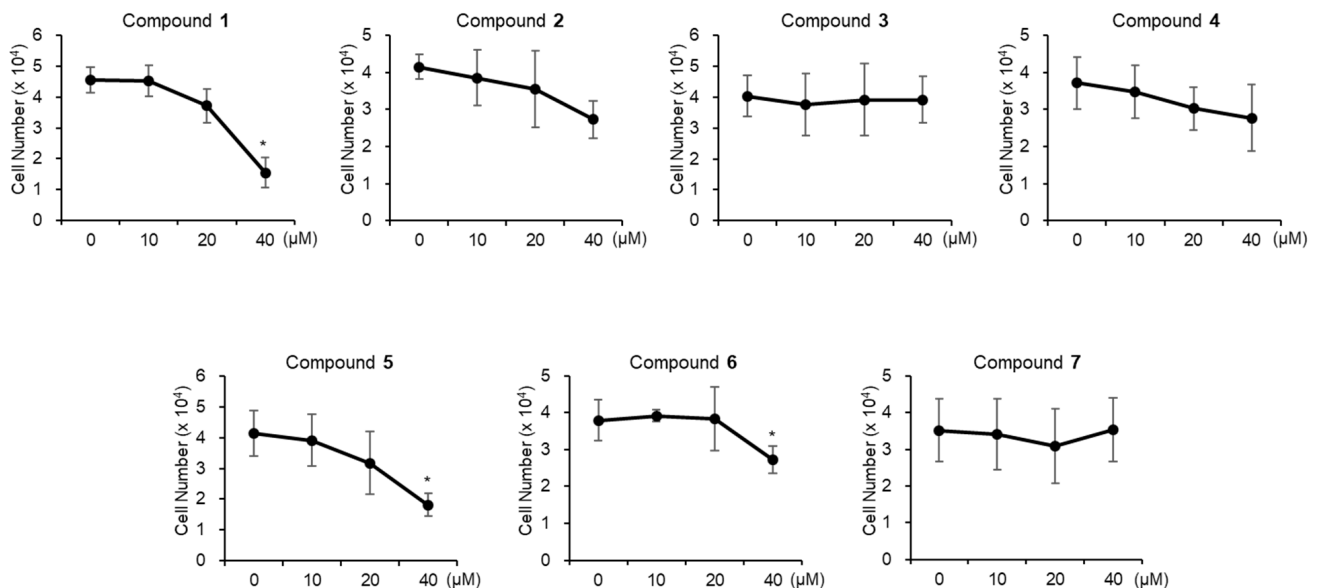 Compound 1
Cell Number (x 10⁴)
6
5
4
3
2
1
0
*
0 10 20 40 (µM)
Compound 2
Cell Number (x 10⁴)
5
4
3
2
1
0
0 10 20 40 (µM)
Compound 3
Cell Number (x 10⁴)
6
5
4
3
2
1
0
0 10 20 40 (µM)
Compound 4
Cell Number (x 10⁴)
5
4
3
2
1
0
0 10 20 40 (µM)
Compound 5
Cell Number (x 10⁴)
6
5
4
3
2
1
0
*
0 10 20 40 (µM)
Compound 6
Cell Number (x 10⁴)
5
4
3
2
1
0
*
0 10 20 40 (µM)
Compound 7
Cell Number (x 10⁴)
5
4
3
2
1
0
0 10 20 40 (µM)